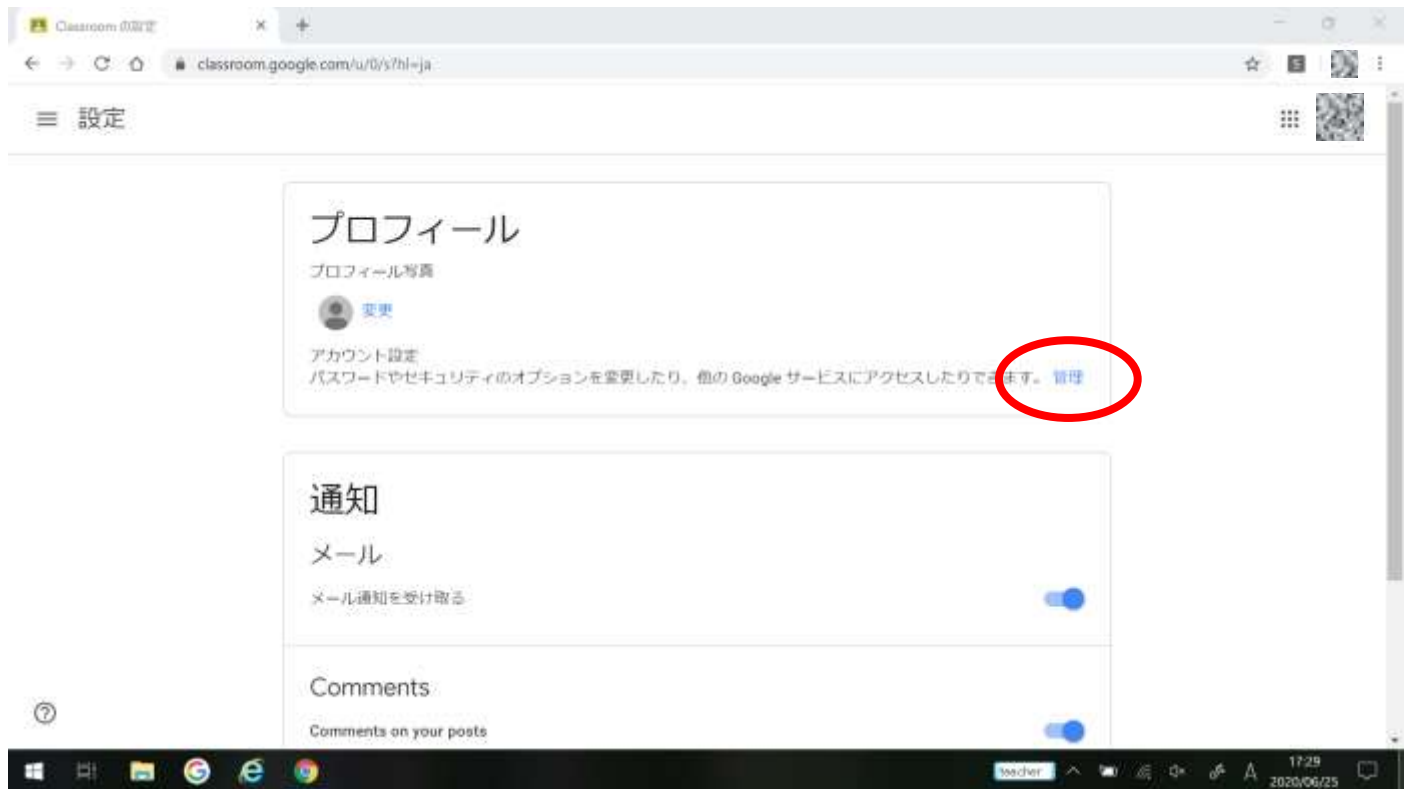 Classroom の設定
classroom.google.com/u/0/s?hl=ja
設定
プロフィール
プロフィール写真
変更
アカウント設定
パスワードやセキュリティのオプションを変更したり、他の Google サービスにアクセスしたりできます。 管理
通知
メール
メール通知を受け取る
Comments
Comments on your posts
teacher
A
17:29
2020/06/25